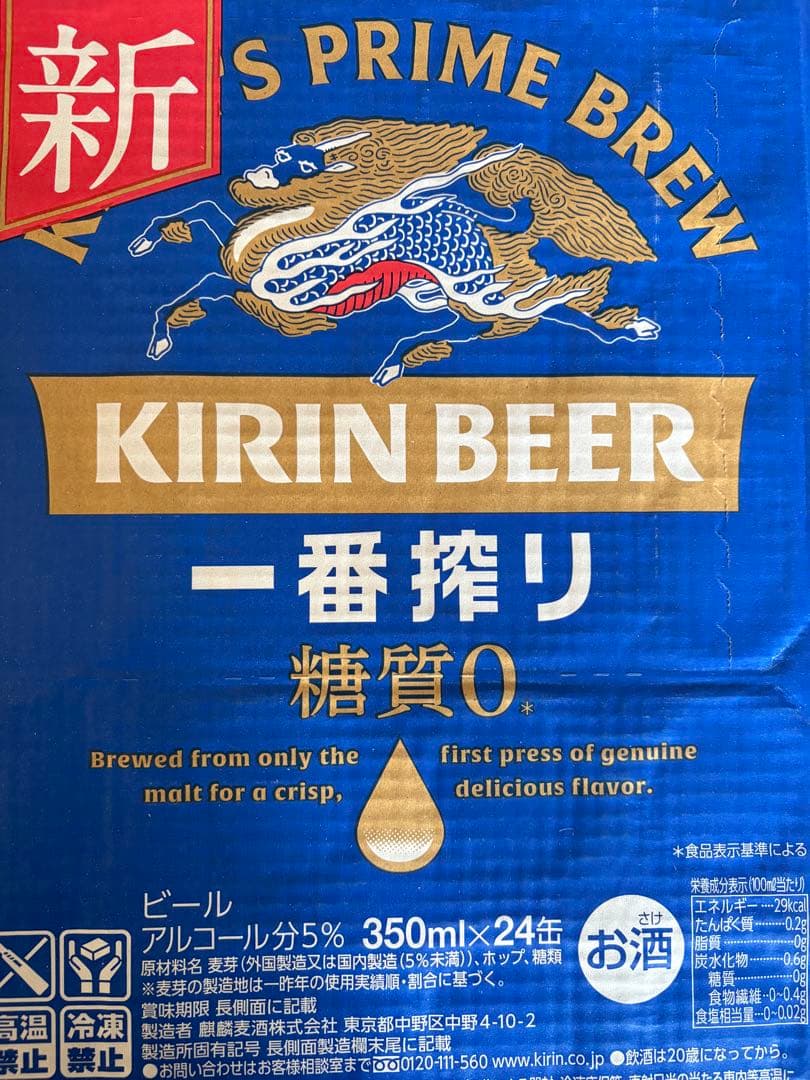 新
S PRIME BREW
KIRIN BEER
一番搾り
糖質0*
Brewed from only the first press of genuine
malt for a crisp, delicious flavor.
*食品表示基準による
ビール
アルコール分5% 350ml×24缶
原材料名 麦芽(外国製造又は国内製造(5%未満))、ホップ、糖類
※麦芽の製造地は一昨年の使用実績順・割合に基づく。
賞味期限 長側面に記載
製造者 麒麟麦酒株式会社 東京都中野区中野4-10-2
製造所固有記号 長側面製造欄末尾に記載
●お問い合わせはお客様相談室まで 0120-111-560 www.kirin.co.jp ●飲酒は20歳になってから。
さけ
お酒
栄養成分表示(100ml当たり)
エネルギー…29kcal
たんぱく質…0.2g
脂質…0g
炭水化物…0.6g
糖質…0g
食物繊維…0~0.4g
食塩相当量…0~0.02g
高温
禁止
冷凍
禁止